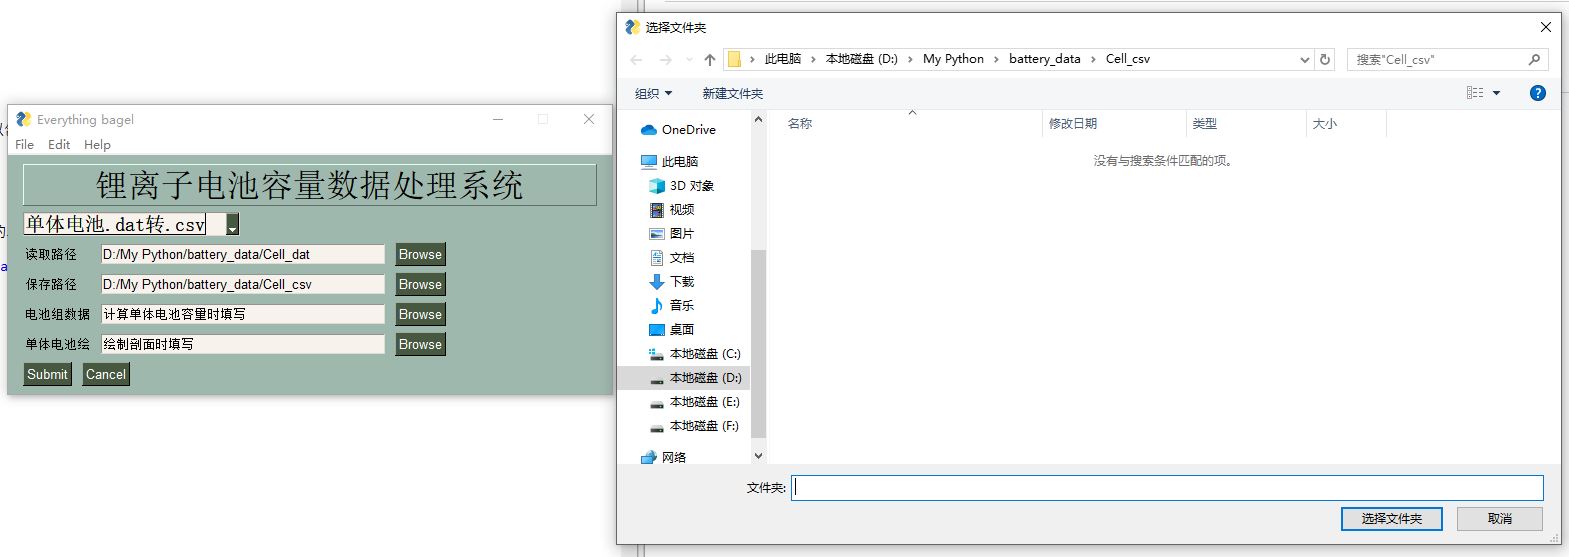 Everything bagel
File Edit Help
锂离子电池容量数据处理系统
单体电池.dat转.csv
读取路径 D:/My Python/battery_data/Cell_dat Browse
保存路径 D:/My Python/battery_data/Cell_csv Browse
电池组数据 计算单体电池容量时填写 Browse
单体电池绘 绘制剖面时填写 Browse
Submit Cancel
选择文件夹
此电脑 › 本地磁盘 (D:) › My Python › battery_data › Cell_csv
搜索"Cell_csv"
组织 新建文件夹
名称 修改日期 类型 大小
没有与搜索条件匹配的项。
OneDrive
此电脑
3D 对象
视频
图片
文档
下载
音乐
桌面
本地磁盘 (C:)
本地磁盘 (D:)
本地磁盘 (E:)
本地磁盘 (F:)
网络
文件夹:
选择文件夹 取消